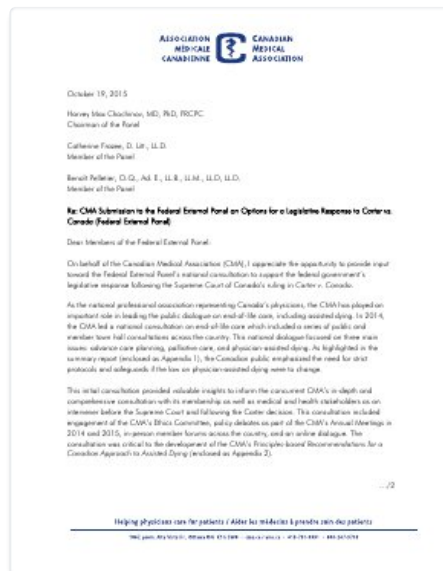 ASSOCIATION CANADIAN
MÉDICALE MEDICAL
CANADIENNE ASSOCIATION
October 19, 2015
Harvey Max Chochinov, MD, PhD, FRCPC
Chairman of the Panel
Catherine Frazee, D. Litt., LL.D.
Member of the Panel
Benoît Pelletier, O.Q., Ad. E., LL.B., LL.M., LL.D, LL.D.
Member of the Panel
Re: CMA Submission to the Federal External Panel on Options for a Legislative Response to Carter vs.
Canada (Federal External Panel)
Dear Members of the Federal External Panel:
On behalf of the Canadian Medical Association (CMA), I appreciate the opportunity to provide input
toward the Federal External Panel's national consultation to support the federal government's
legislative response following the Supreme Court of Canada's ruling in Carter v. Canada.
As the national professional association representing Canada's physicians, the CMA has played an
important role in leading the public dialogue on end-of-life care, including assisted dying. In 2014,
the CMA led a national consultation on end-of-life care which included a series of public and
member town hall consultations across the country. This national dialogue focused on three main
issues: advance care planning, palliative care, and physician-assisted dying. As highlighted in the
summary report (enclosed as Appendix 1), the Canadian public emphasized the need for strict
protocols and safeguards if the law on physician-assisted dying were to change.
This initial consultation provided valuable insights to inform the concurrent CMA's in-depth and
comprehensive consultation with its membership as well as medical and health stakeholders as an
intervener before the Supreme Court and following the Carter decision. This consultation included
engagement of the CMA's Ethics Committee, policy debates as part of the CMA's Annual Meetings in
2014 and 2015, in-person member forums across the country, and an online dialogue. The
consultation was critical to the development of the CMA's Principles-based Recommendations for a
Canadian Approach to Assisted Dying (enclosed as Appendix 2).
…/2
Helping physicians care for patients / Aider les médecins à prendre soin des patients